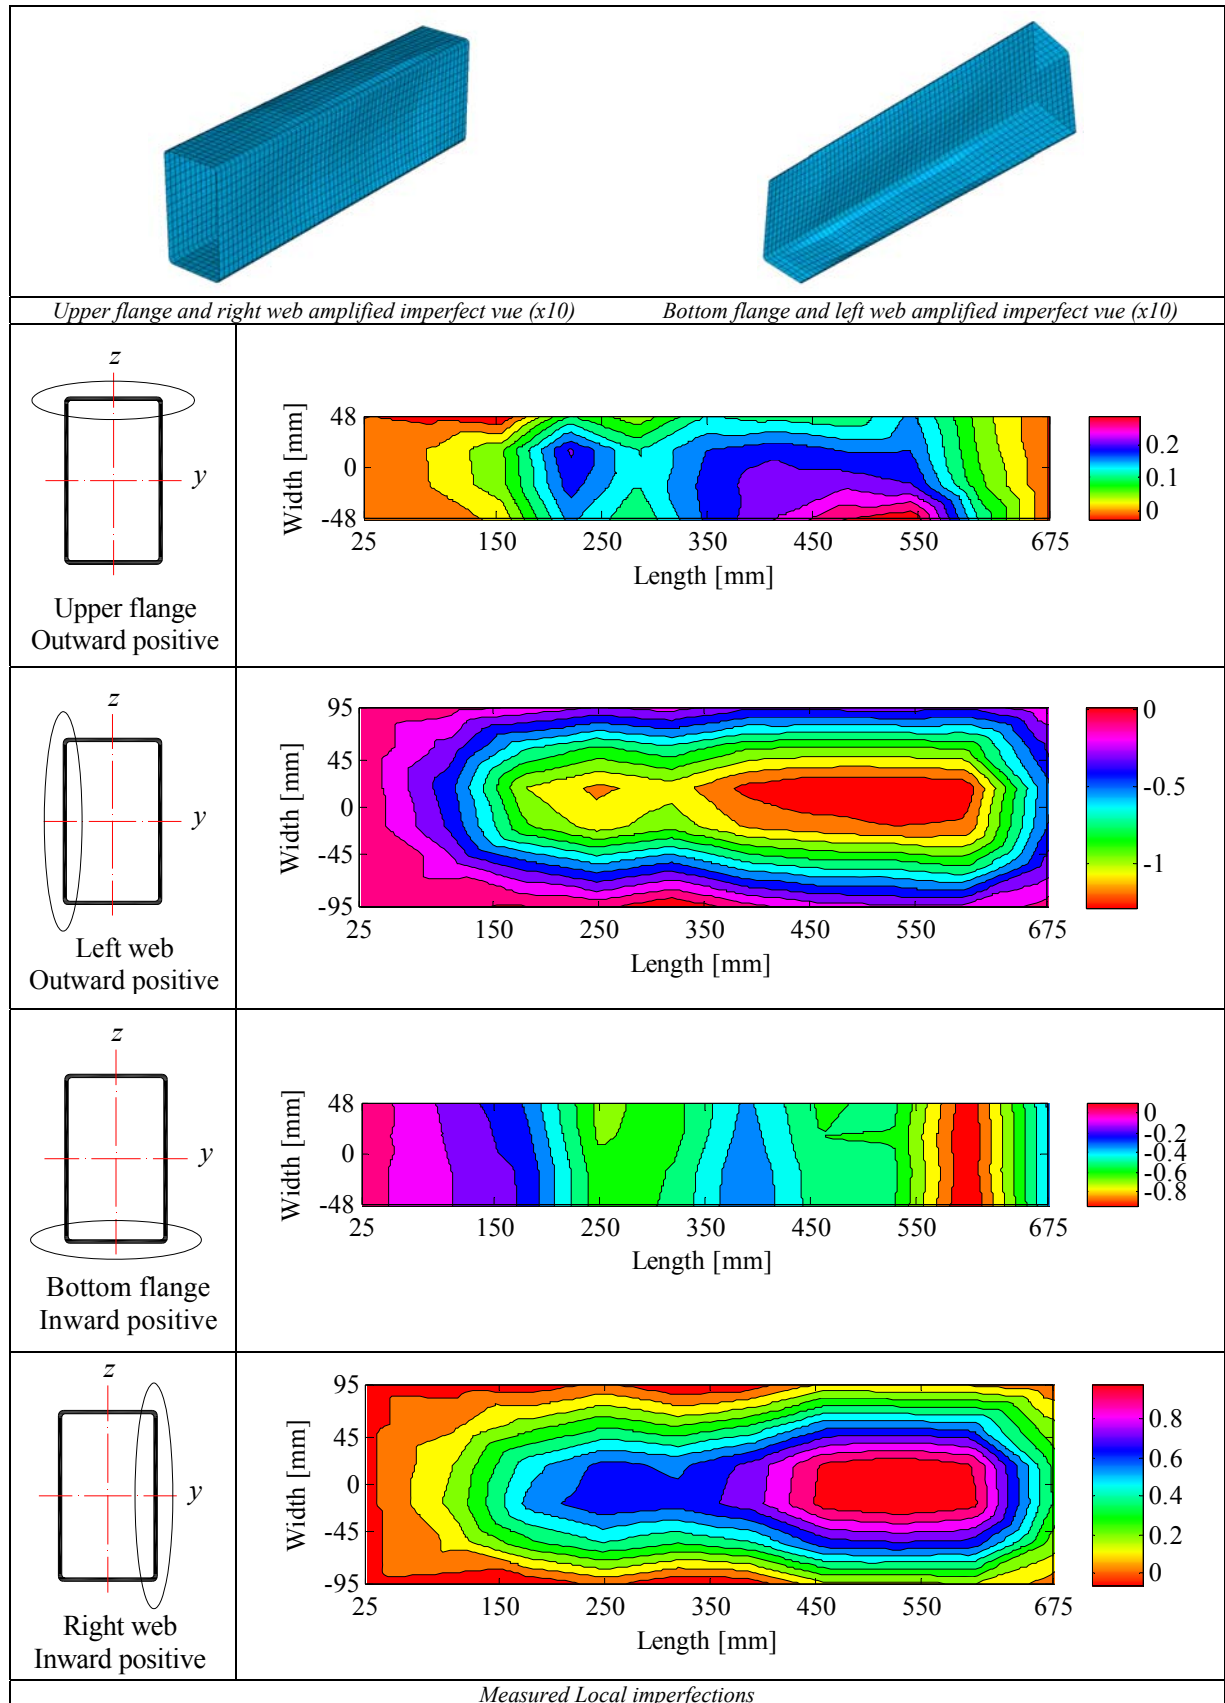 Upper flange and right web amplified imperfect vue (x10)
Bottom flange and left web amplified imperfect vue (x10)
z
y
Upper flange
Outward positive
Width [mm]
48
0
-48
25 150 250 350 450 550 675
Length [mm]
0.2
0.1
0
z
y
Left web
Outward positive
Width [mm]
95
45
0
-45
-95
25 150 250 350 450 550 675
Length [mm]
0
-0.5
-1
z
y
Bottom flange
Inward positive
Width [mm]
48
0
-48
25 150 250 350 450 550 675
Length [mm]
0
-0.2
-0.4
-0.6
-0.8
z
y
Right web
Inward positive
Width [mm]
95
45
0
-45
-95
25 150 250 350 450 550 675
Length [mm]
0.8
0.6
0.4
0.2
0
Measured Local imperfections